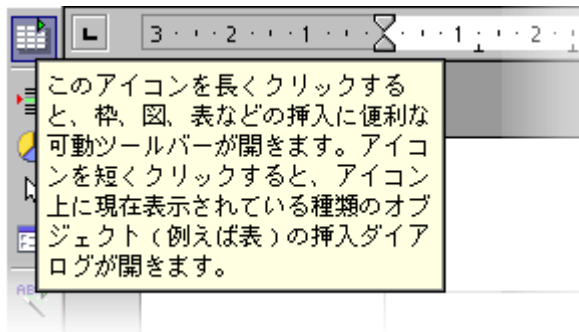 3 · ı · 2 · ı · 1 · ı · 1 · ı · 2 ·
このアイコンを長くクリックする
と、枠、図、表などの挿入に便利な
可動ツールバーが開きます。アイコ
ンを短くクリックすると、アイコン
上に現在表示されている種類のオブ
ジェクト(例えば表)の挿入ダイア
ログが開きます。